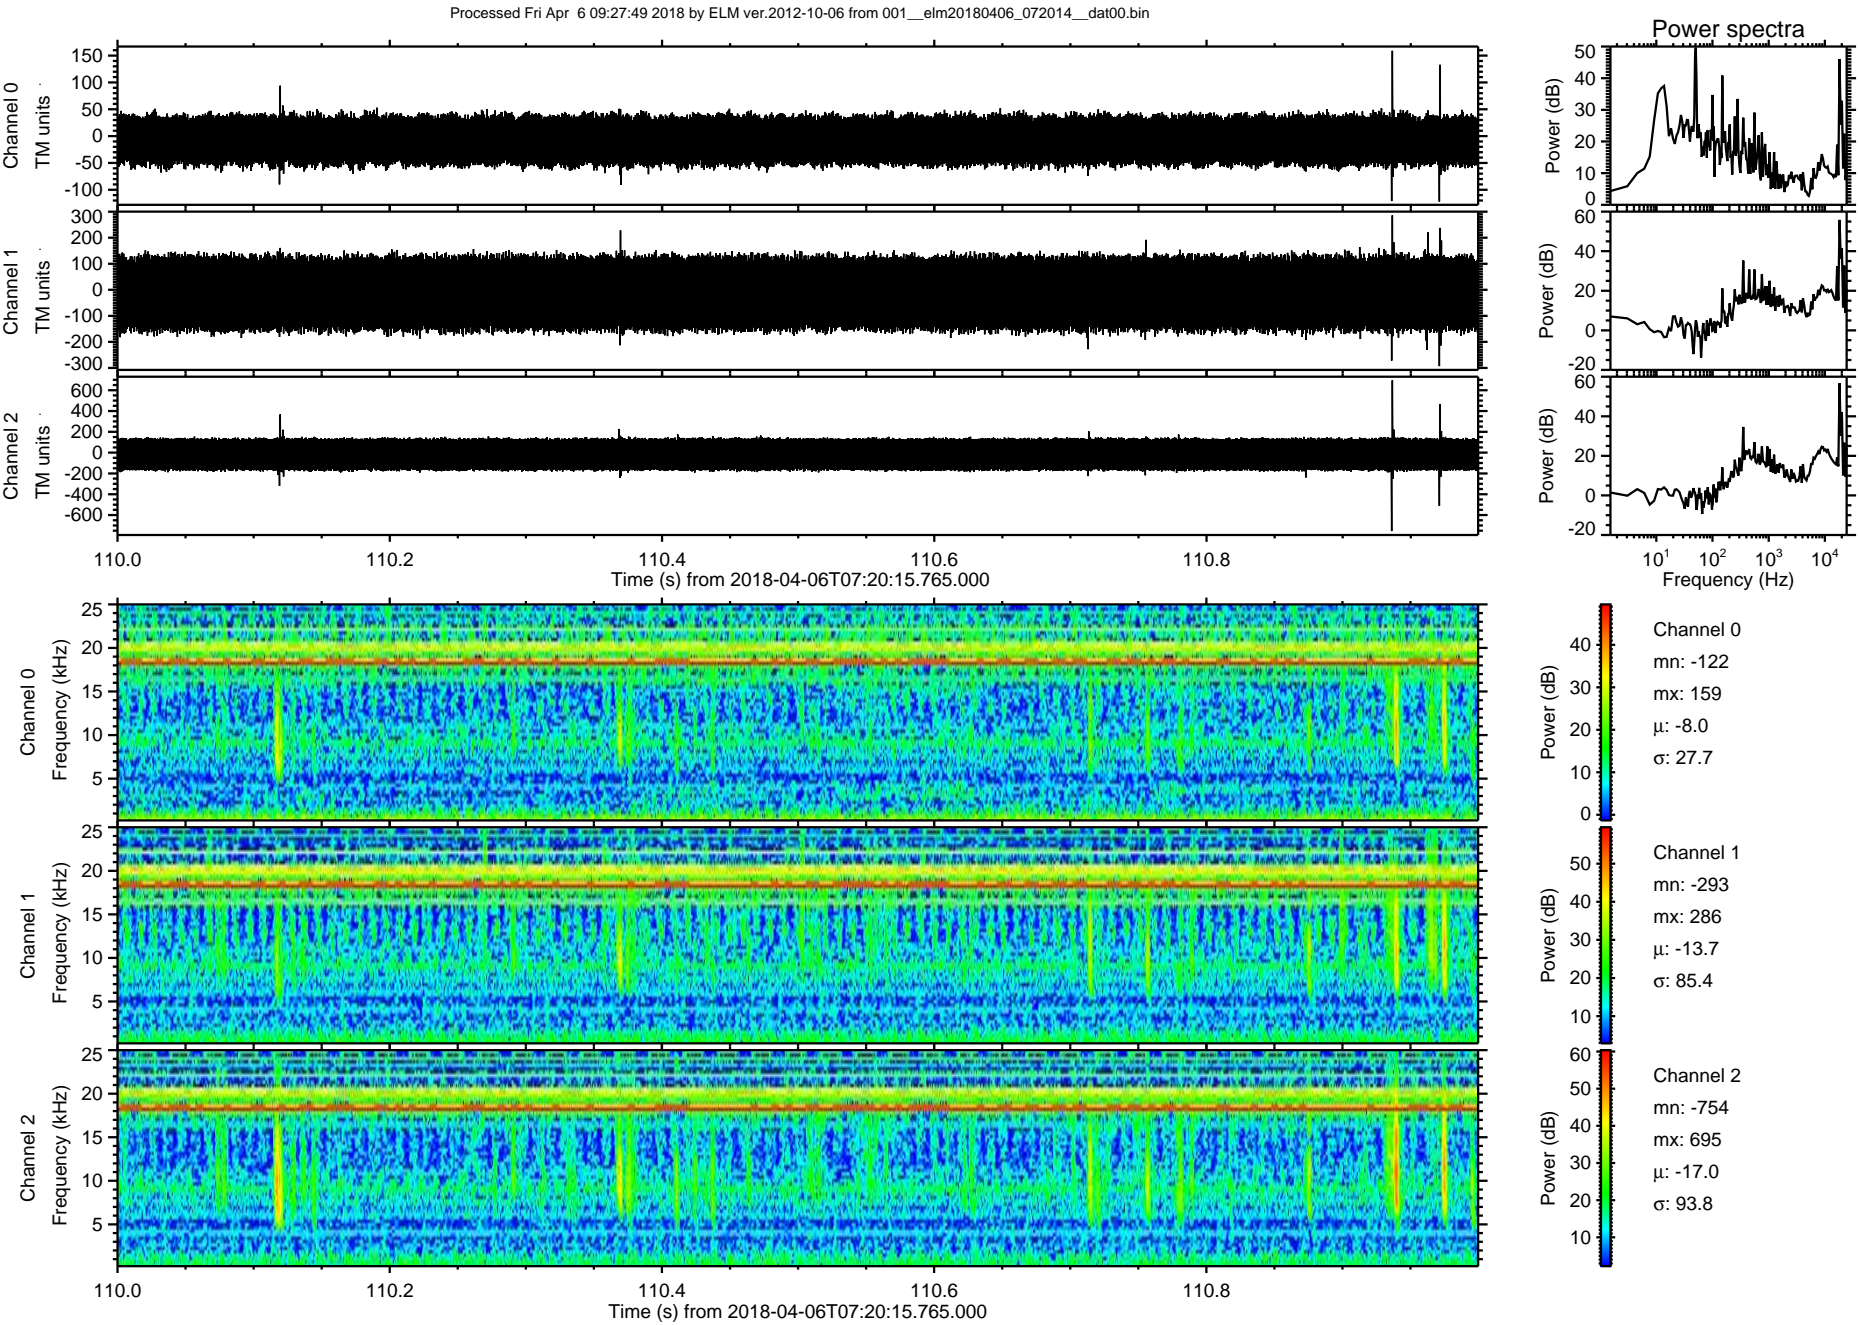 Processed Fri Apr  6 09:27:49 2018 by ELM ver.2012-10-06 from 001__elm20180406_072014__dat00.bin
Power spectra
Channel 0
TM units
150
100
50
0
-50
-100
Power (dB)
50
40
30
20
10
0
Channel 1
TM units
300
200
100
0
-100
-200
-300
Power (dB)
60
40
20
0
-20
Channel 2
TM units
600
400
200
0
-200
-400
-600
Power (dB)
60
40
20
0
-20
110.0 110.2 110.4 110.6 110.8
Time (s) from 2018-04-06T07:20:15.765.000
10^1 10^2 10^3 10^4
Frequency (Hz)
Channel 0
Frequency (kHz)
25
20
15
10
5
Power (dB)
40
30
20
10
0
Channel 0
mn: -122
mx: 159
μ: -8.0
σ: 27.7
Channel 1
Frequency (kHz)
25
20
15
10
5
Power (dB)
50
40
30
20
10
Channel 1
mn: -293
mx: 286
μ: -13.7
σ: 85.4
Channel 2
Frequency (kHz)
25
20
15
10
5
Power (dB)
60
50
40
30
20
10
Channel 2
mn: -754
mx: 695
μ: -17.0
σ: 93.8
110.0 110.2 110.4 110.6 110.8
Time (s) from 2018-04-06T07:20:15.765.000